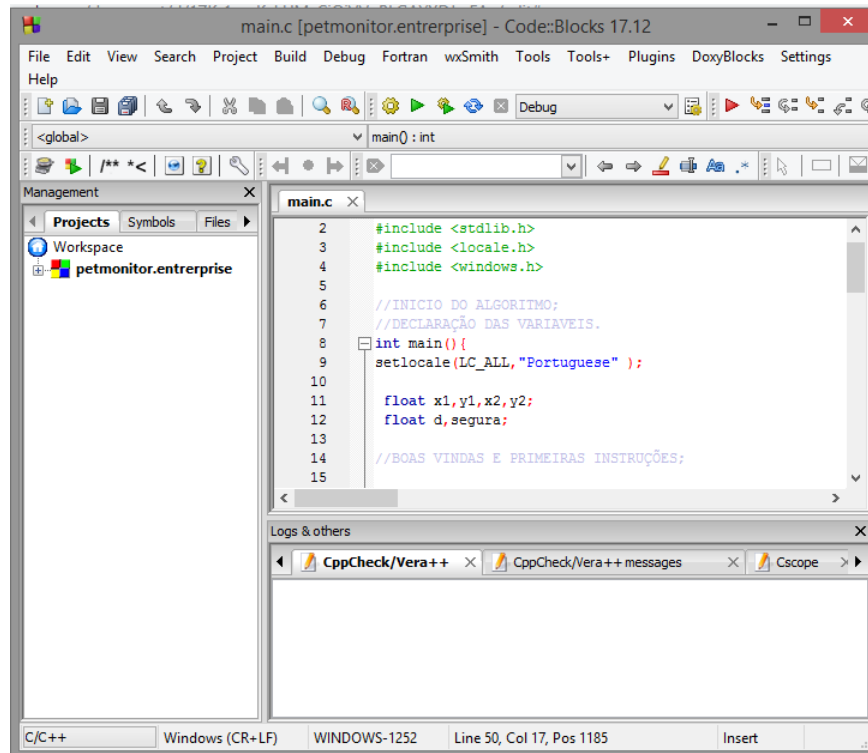 main.c [petmonitor.entrerprise] - Code::Blocks 17.12
File Edit View Search Project Build Debug Fortran wxSmith Tools Tools+ Plugins DoxyBlocks Settings
Help
Debug
<global> main() : int
/** *<
Management
Projects Symbols Files
Workspace
petmonitor.entrerprise
main.c
2 #include <stdlib.h>
3 #include <locale.h>
4 #include <windows.h>
5
6 //INICIO DO ALGORITMO;
7 //DECLARAÇÃO DAS VARIAVEIS.
8 int main(){
9 setlocale(LC_ALL,"Portuguese" );
10
11 float x1,y1,x2,y2;
12 float d,segura;
13
14 //BOAS VINDAS E PRIMEIRAS INSTRUÇÕES;
15
Logs & others
CppCheck/Vera++ CppCheck/Vera++ messages Cscope
C/C++ Windows (CR+LF) WINDOWS-1252 Line 50, Col 17, Pos 1185 Insert